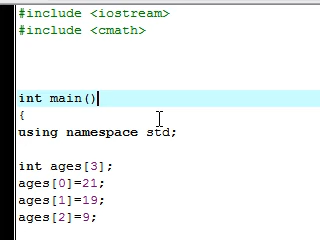 #include <iostream>
#include <cmath>
int main()
{
using namespace std;
int ages[3];
ages[0]=21;
ages[1]=19;
ages[2]=9;